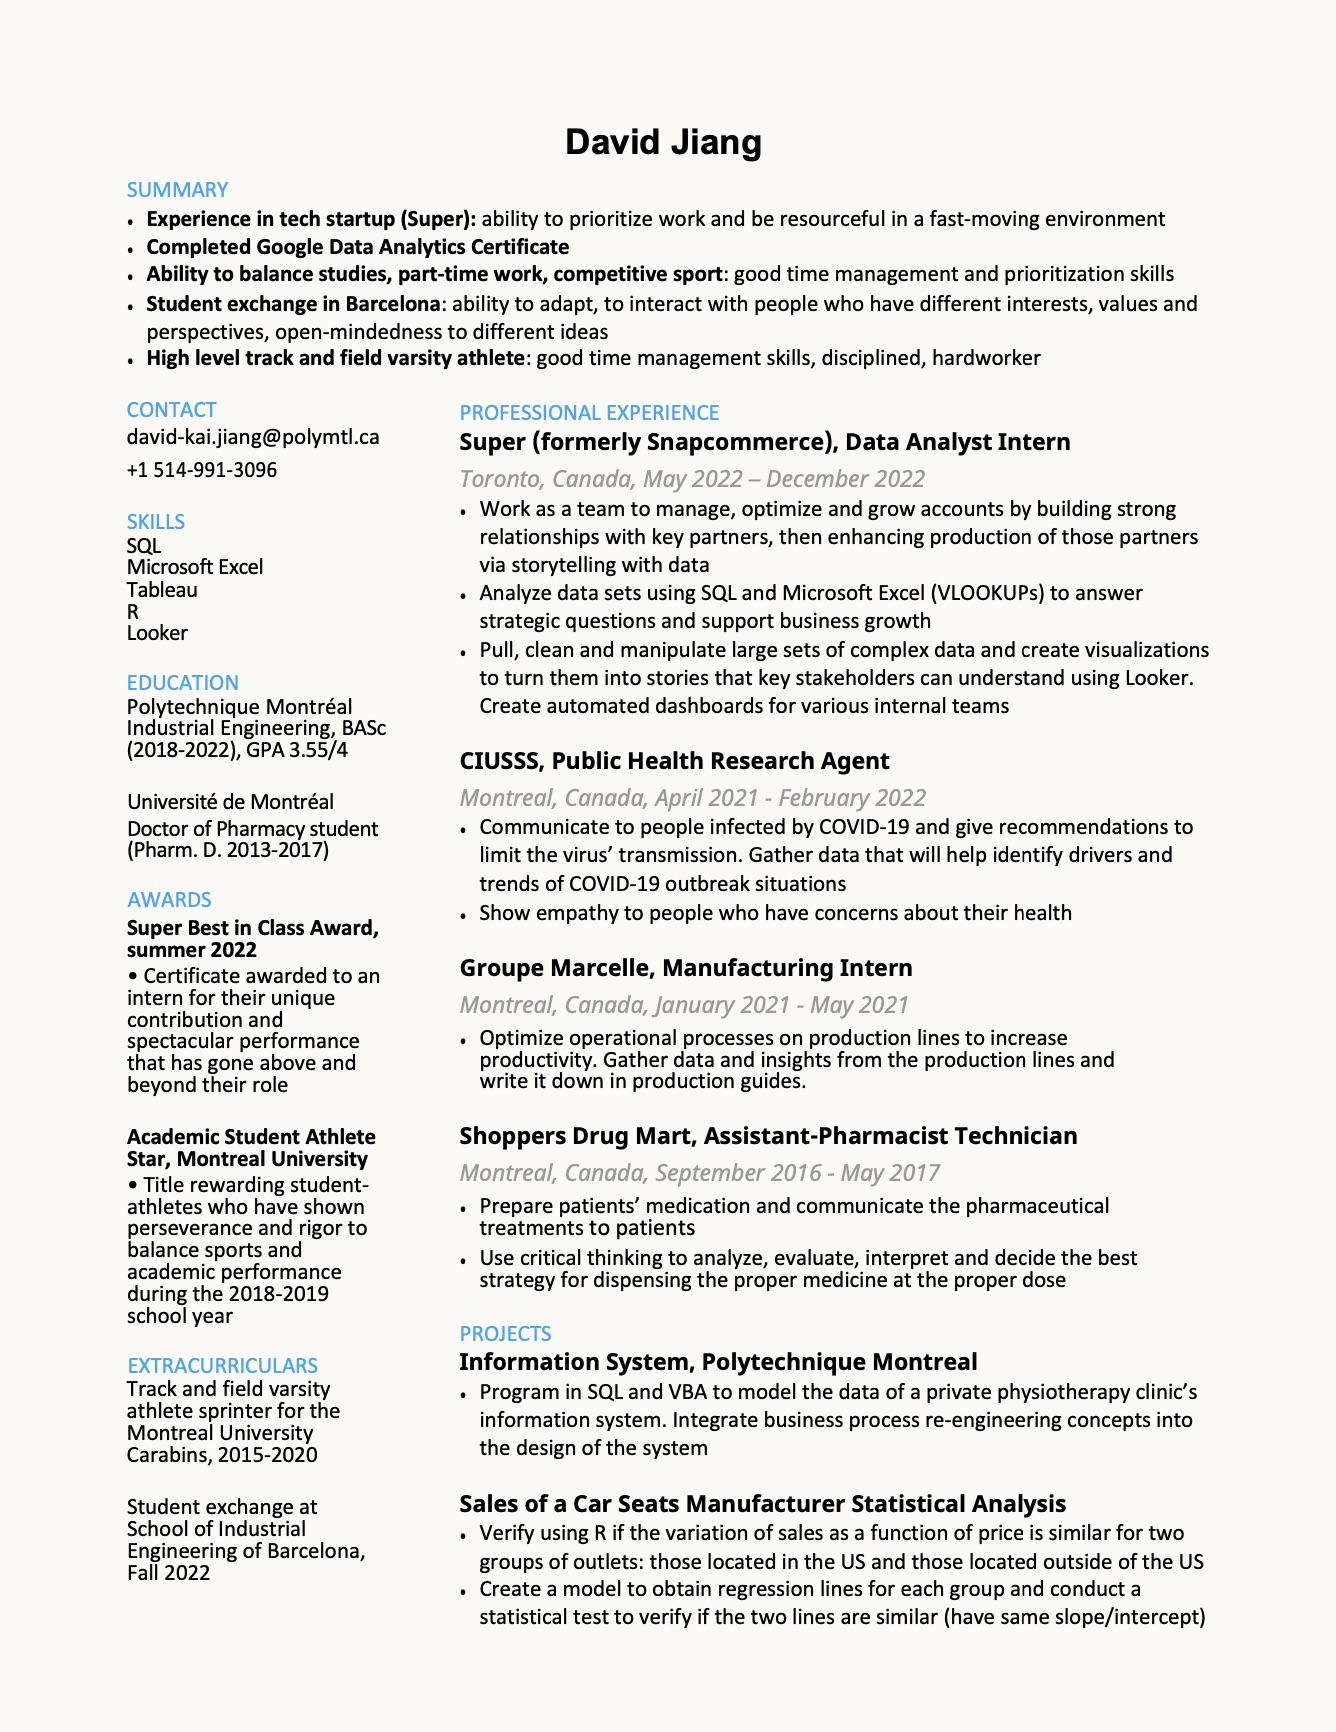 David Jiang
SUMMARY
• Experience in tech startup (Super): ability to prioritize work and be resourceful in a fast-moving environment
• Completed Google Data Analytics Certificate
• Ability to balance studies, part-time work, competitive sport: good time management and prioritization skills
• Student exchange in Barcelona: ability to adapt, to interact with people who have different interests, values and
perspectives, open-mindedness to different ideas
• High level track and field varsity athlete: good time management skills, disciplined, hardworker
CONTACT
david-kai.jiang@polymtl.ca
+1 514-991-3096
SKILLS
SQL
Microsoft Excel
Tableau
R
Looker
EDUCATION
Polytechnique Montréal
Industrial Engineering, BASc
(2018-2022), GPA 3.55/4
Université de Montréal
Doctor of Pharmacy student
(Pharm. D. 2013-2017)
AWARDS
Super Best in Class Award,
summer 2022
• Certificate awarded to an
intern for their unique
contribution and
spectacular performance
that has gone above and
beyond their role
Academic Student Athlete
Star, Montreal University
• Title rewarding student-
athletes who have shown
perseverance and rigor to
balance sports and
academic performance
during the 2018-2019
school year
EXTRACURRICULARS
Track and field varsity
athlete sprinter for the
Montreal University
Carabins, 2015-2020
Student exchange at
School of Industrial
Engineering of Barcelona,
Fall 2022
PROFESSIONAL EXPERIENCE
Super (formerly Snapcommerce), Data Analyst Intern
Toronto, Canada, May 2022 – December 2022
• Work as a team to manage, optimize and grow accounts by building strong
relationships with key partners, then enhancing production of those partners
via storytelling with data
• Analyze data sets using SQL and Microsoft Excel (VLOOKUPs) to answer
strategic questions and support business growth
• Pull, clean and manipulate large sets of complex data and create visualizations
to turn them into stories that key stakeholders can understand using Looker.
Create automated dashboards for various internal teams
CIUSSS, Public Health Research Agent
Montreal, Canada, April 2021 - February 2022
• Communicate to people infected by COVID-19 and give recommendations to
limit the virus’ transmission. Gather data that will help identify drivers and
trends of COVID-19 outbreak situations
• Show empathy to people who have concerns about their health
Groupe Marcelle, Manufacturing Intern
Montreal, Canada, January 2021 - May 2021
• Optimize operational processes on production lines to increase
productivity. Gather data and insights from the production lines and
write it down in production guides.
Shoppers Drug Mart, Assistant-Pharmacist Technician
Montreal, Canada, September 2016 - May 2017
• Prepare patients’ medication and communicate the pharmaceutical
treatments to patients
• Use critical thinking to analyze, evaluate, interpret and decide the best
strategy for dispensing the proper medicine at the proper dose
PROJECTS
Information System, Polytechnique Montreal
• Program in SQL and VBA to model the data of a private physiotherapy clinic’s
information system. Integrate business process re-engineering concepts into
the design of the system
Sales of a Car Seats Manufacturer Statistical Analysis
• Verify using R if the variation of sales as a function of price is similar for two
groups of outlets: those located in the US and those located outside of the US
• Create a model to obtain regression lines for each group and conduct a
statistical test to verify if the two lines are similar (have same slope/intercept)